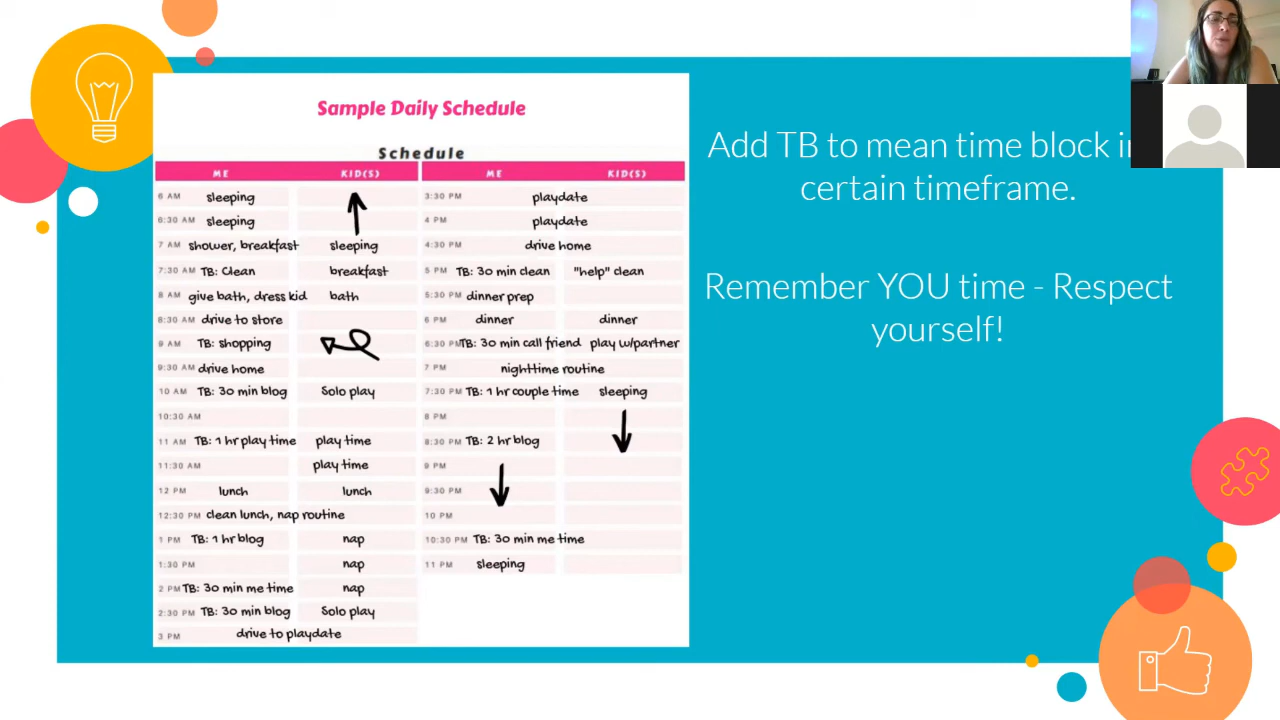 Sample Daily Schedule
Schedule
ME KID(S)
6 AM sleeping
6:30 AM sleeping
7 AM shower, breakfast sleeping
7:30 AM TB: Clean breakfast
8 AM give bath, dress kid bath
8:30 AM drive to store
9 AM TB: shopping
9:30 AM drive home
10 AM TB: 30 min blog Solo play
10:30 AM
11 AM TB: 1 hr play time play time
11:30 AM play time
12 PM lunch lunch
12:30 PM clean lunch, nap routine
1 PM TB: 1 hr blog nap
1:30 PM nap
2 PM TB: 30 min me time nap
2:30 PM TB: 30 min blog Solo play
3 PM drive to playdate
ME KID(S)
3:30 PM playdate
4 PM playdate
4:30 PM drive home
5 PM TB: 30 min clean "help" clean
5:30 PM dinner prep
6 PM dinner dinner
6:30 PM TB: 30 min call friend play w/partner
7 PM nighttime routine
7:30 PM TB: 1 hr couple time sleeping
8 PM
8:30 PM TB: 2 hr blog
9 PM
9:30 PM
10 PM
10:30 PM TB: 30 min me time
11 PM sleeping
Add TB to mean time block
certain timeframe.
Remember YOU time - Respect
yourself!